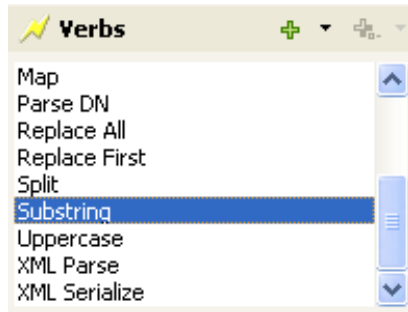 Verbs
Map
Parse DN
Replace All
Replace First
Split
Substring
Uppercase
XML Parse
XML Serialize